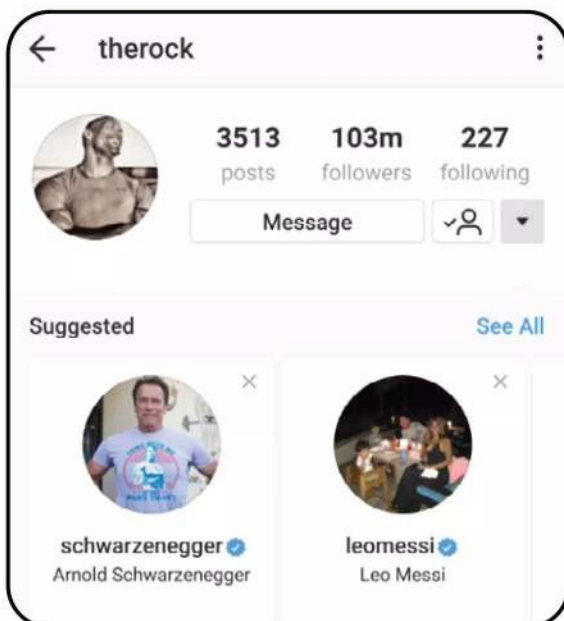 therock
3513 103m 227
posts followers following
Message
Suggested See All
schwarzenegger leomessi
Arnold Schwarzenegger Leo Messi